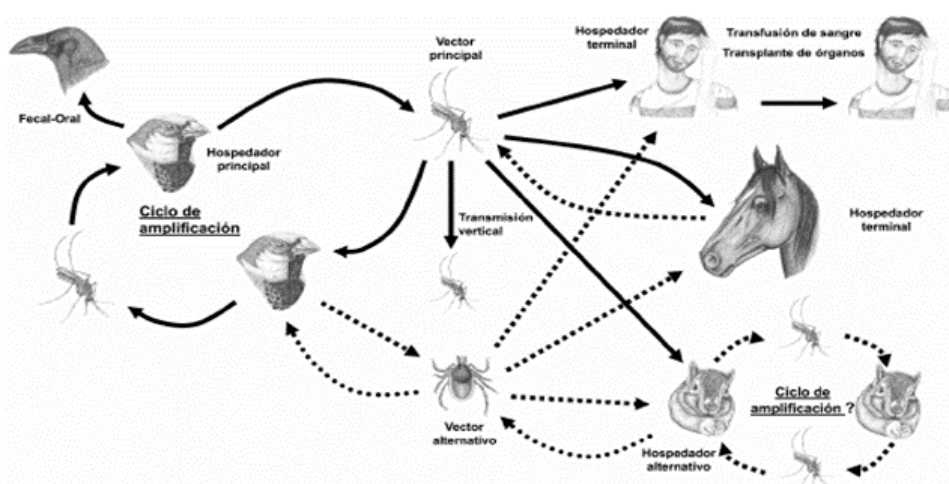 Vector
principal
Hospedador
terminal
Transfusión de sangre
Transplante de órganos
Fecal-Oral
Hospedador
principal
Ciclo de
amplificación
Transmisión
vertical
Hospedador
terminal
Vector
alternativo
Hospedador
alternativo
Ciclo de
amplificación ?